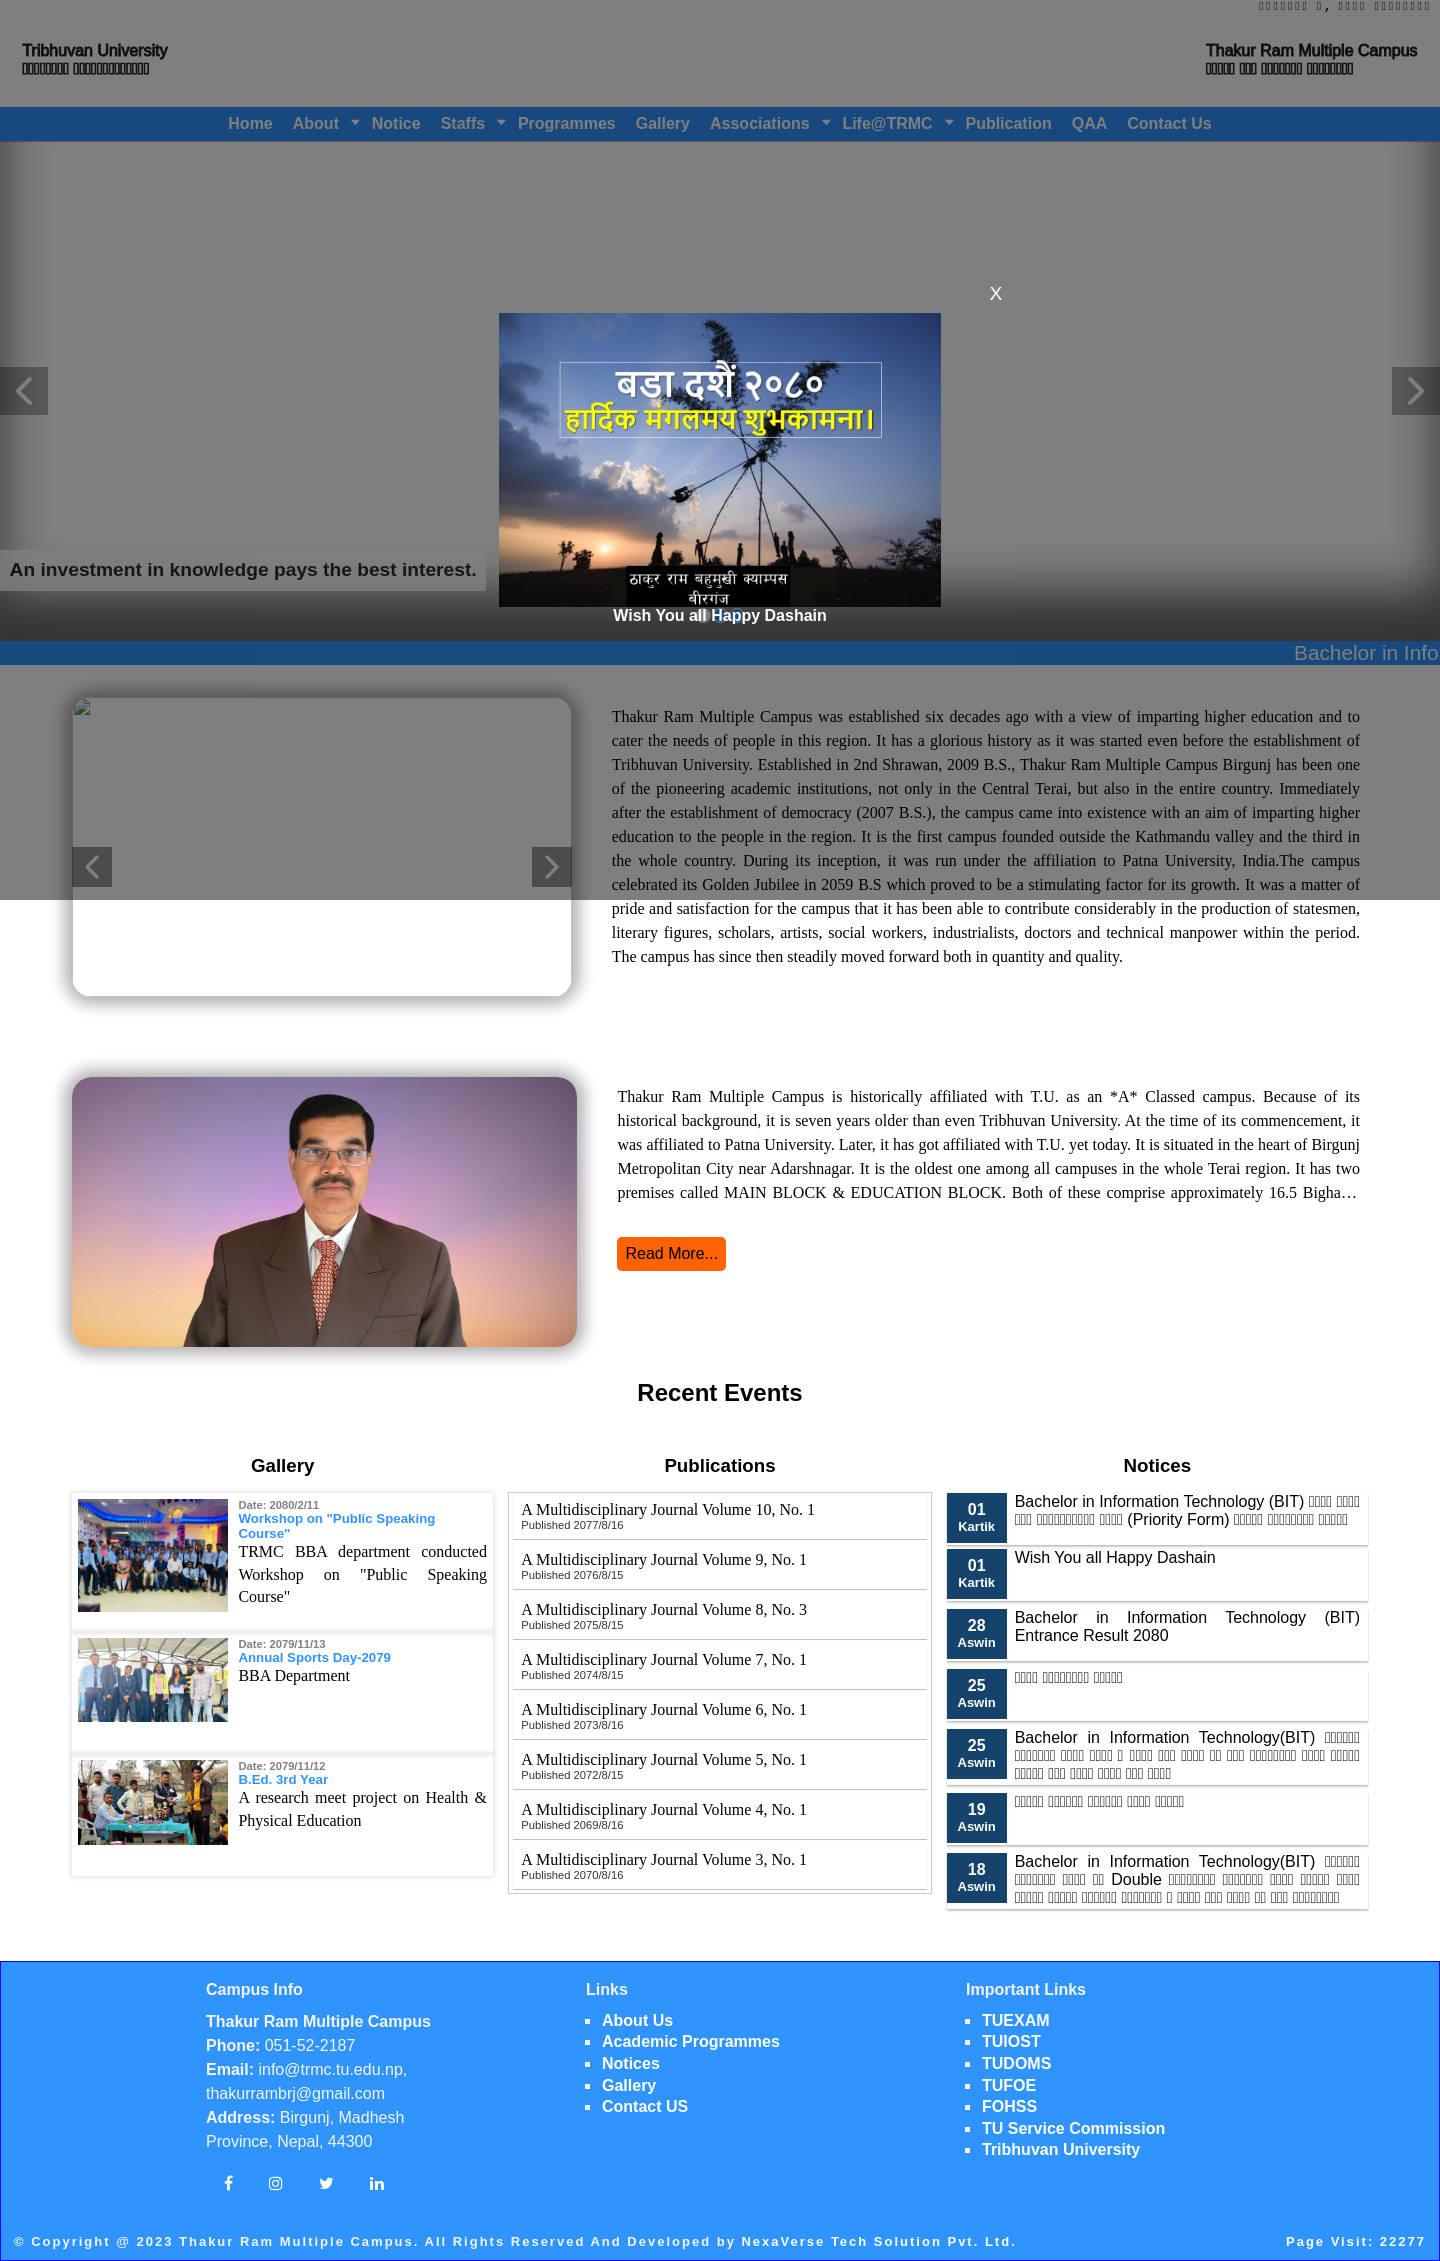 Tribhuvan University
Thakur Ram Multiple Campus
Home About Notice Staffs Programmes Gallery Associations Life@TRMC Publication QAA Contact Us
X
बडा दशैं २०८०
हार्दिक मंगलमय शुभकामना।
ठाकुर राम बहुमुखी क्याम्पस
बीरगंज
An investment in knowledge pays the best interest.
Wish You all Happy Dashain
Bachelor in Info
Thakur Ram Multiple Campus was established six decades ago with a view of imparting higher education and to
cater the needs of people in this region. It has a glorious history as it was started even before the establishment of
Tribhuvan University. Established in 2nd Shrawan, 2009 B.S., Thakur Ram Multiple Campus Birgunj has been one
of the pioneering academic institutions, not only in the Central Terai, but also in the entire country. Immediately
after the establishment of democracy (2007 B.S.), the campus came into existence with an aim of imparting higher
education to the people in the region. It is the first campus founded outside the Kathmandu valley and the third in
the whole country. During its inception, it was run under the affiliation to Patna University, India.The campus
celebrated its Golden Jubilee in 2059 B.S which proved to be a stimulating factor for its growth. It was a matter of
pride and satisfaction for the campus that it has been able to contribute considerably in the production of statesmen,
literary figures, scholars, artists, social workers, industrialists, doctors and technical manpower within the period.
The campus has since then steadily moved forward both in quantity and quality.
Thakur Ram Multiple Campus is historically affiliated with T.U. as an *A* Classed campus. Because of its
historical background, it is seven years older than even Tribhuvan University. At the time of its commencement, it
was affiliated to Patna University. Later, it has got affiliated with T.U. yet today. It is situated in the heart of Birgunj
Metropolitan City near Adarshnagar. It is the oldest one among all campuses in the whole Terai region. It has two
premises called MAIN BLOCK & EDUCATION BLOCK. Both of these comprise approximately 16.5 Bigha…
Read More...
Recent Events
Gallery
Date: 2080/2/11
Workshop on "Public Speaking
Course"
TRMC BBA department conducted
Workshop on "Public Speaking
Course"
Date: 2079/11/13
Annual Sports Day-2079
BBA Department
Date: 2079/11/12
B.Ed. 3rd Year
A research meet project on Health &
Physical Education
Publications
A Multidisciplinary Journal Volume 10, No. 1
Published 2077/8/16
A Multidisciplinary Journal Volume 9, No. 1
Published 2076/8/15
A Multidisciplinary Journal Volume 8, No. 3
Published 2075/8/15
A Multidisciplinary Journal Volume 7, No. 1
Published 2074/8/15
A Multidisciplinary Journal Volume 6, No. 1
Published 2073/8/16
A Multidisciplinary Journal Volume 5, No. 1
Published 2072/8/15
A Multidisciplinary Journal Volume 4, No. 1
Published 2069/8/16
A Multidisciplinary Journal Volume 3, No. 1
Published 2070/8/16
Notices
01
Kartik
Bachelor in Information Technology (BIT)
(Priority Form)
01
Kartik
Wish You all Happy Dashain
28
Aswin
Bachelor in Information Technology (BIT)
Entrance Result 2080
25
Aswin
25
Aswin
Bachelor in Information Technology(BIT)
19
Aswin
18
Aswin
Bachelor in Information Technology(BIT)
Double
Campus Info
Thakur Ram Multiple Campus
Phone: 051-52-2187
Email: info@trmc.tu.edu.np,
thakurrambrj@gmail.com
Address: Birgunj, Madhesh
Province, Nepal, 44300
Links
About Us
Academic Programmes
Notices
Gallery
Contact US
Important Links
TUEXAM
TUIOST
TUDOMS
TUFOE
FOHSS
TU Service Commission
Tribhuvan University
© Copyright @ 2023 Thakur Ram Multiple Campus. All Rights Reserved And Developed by NexaVerse Tech Solution Pvt. Ltd.
Page Visit: 22277